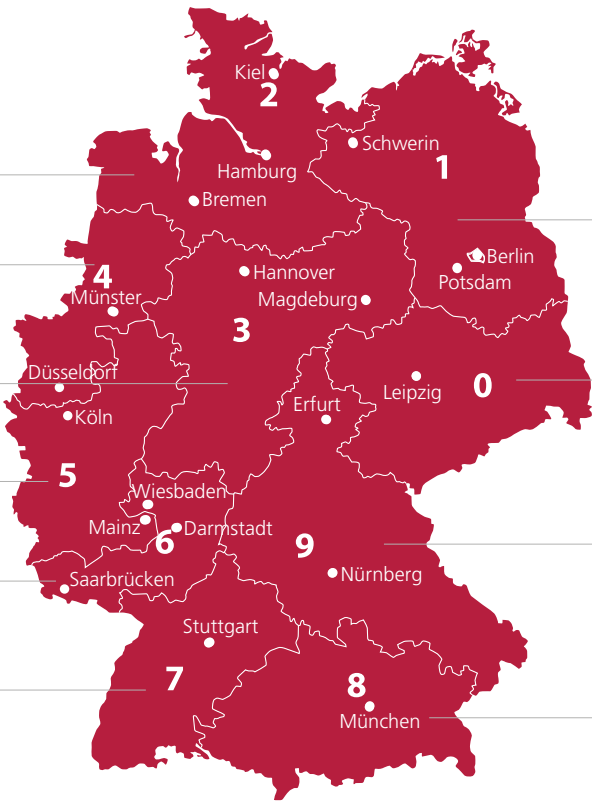 Kiel
2
Schwerin
Hamburg
1
Bremen
Berlin
Hannover
Potsdam
4
Münster
Magdeburg
3
Düsseldorf
Leipzig
0
Erfurt
Köln
5
Wiesbaden
Mainz
Darmstadt
6
9
Saarbrücken
Nürnberg
Stuttgart
7
8
München